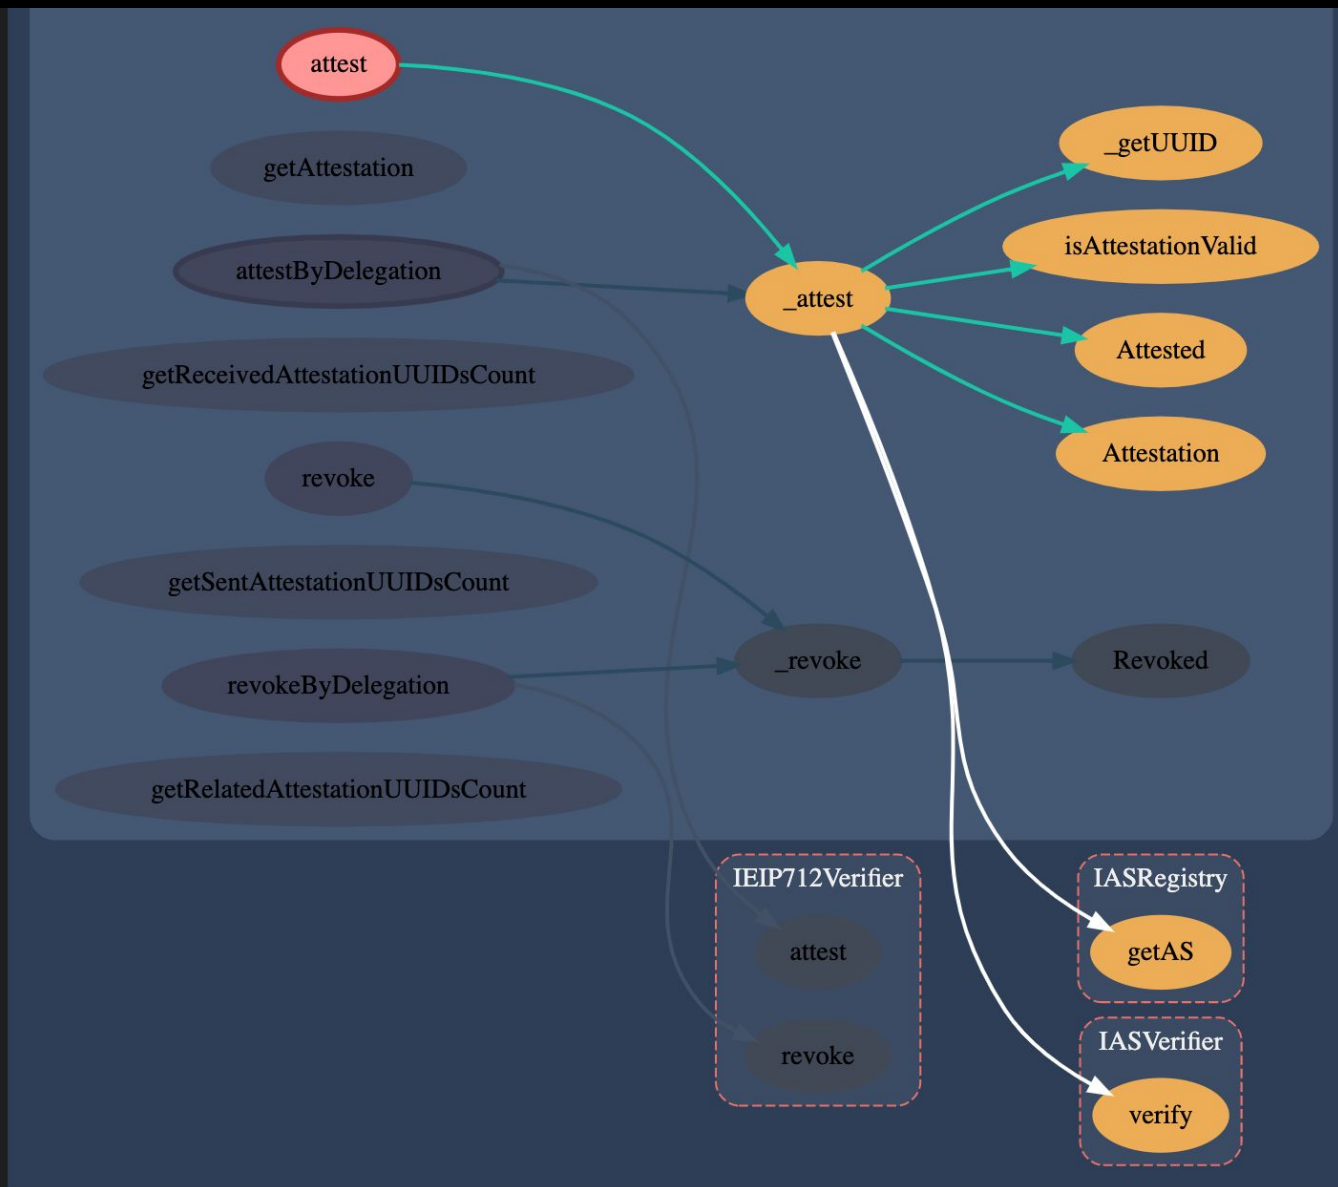 attest
getAttestation
attestByDelegation
getReceivedAttestationUUIDsCount
revoke
getSentAttestationUUIDsCount
revokeByDelegation
getRelatedAttestationUUIDsCount
_attest
_revoke
_getUUID
isAttestationValid
Attested
Attestation
Revoked
IEIP712Verifier
attest
revoke
IASRegistry
getAS
IASVerifier
verify